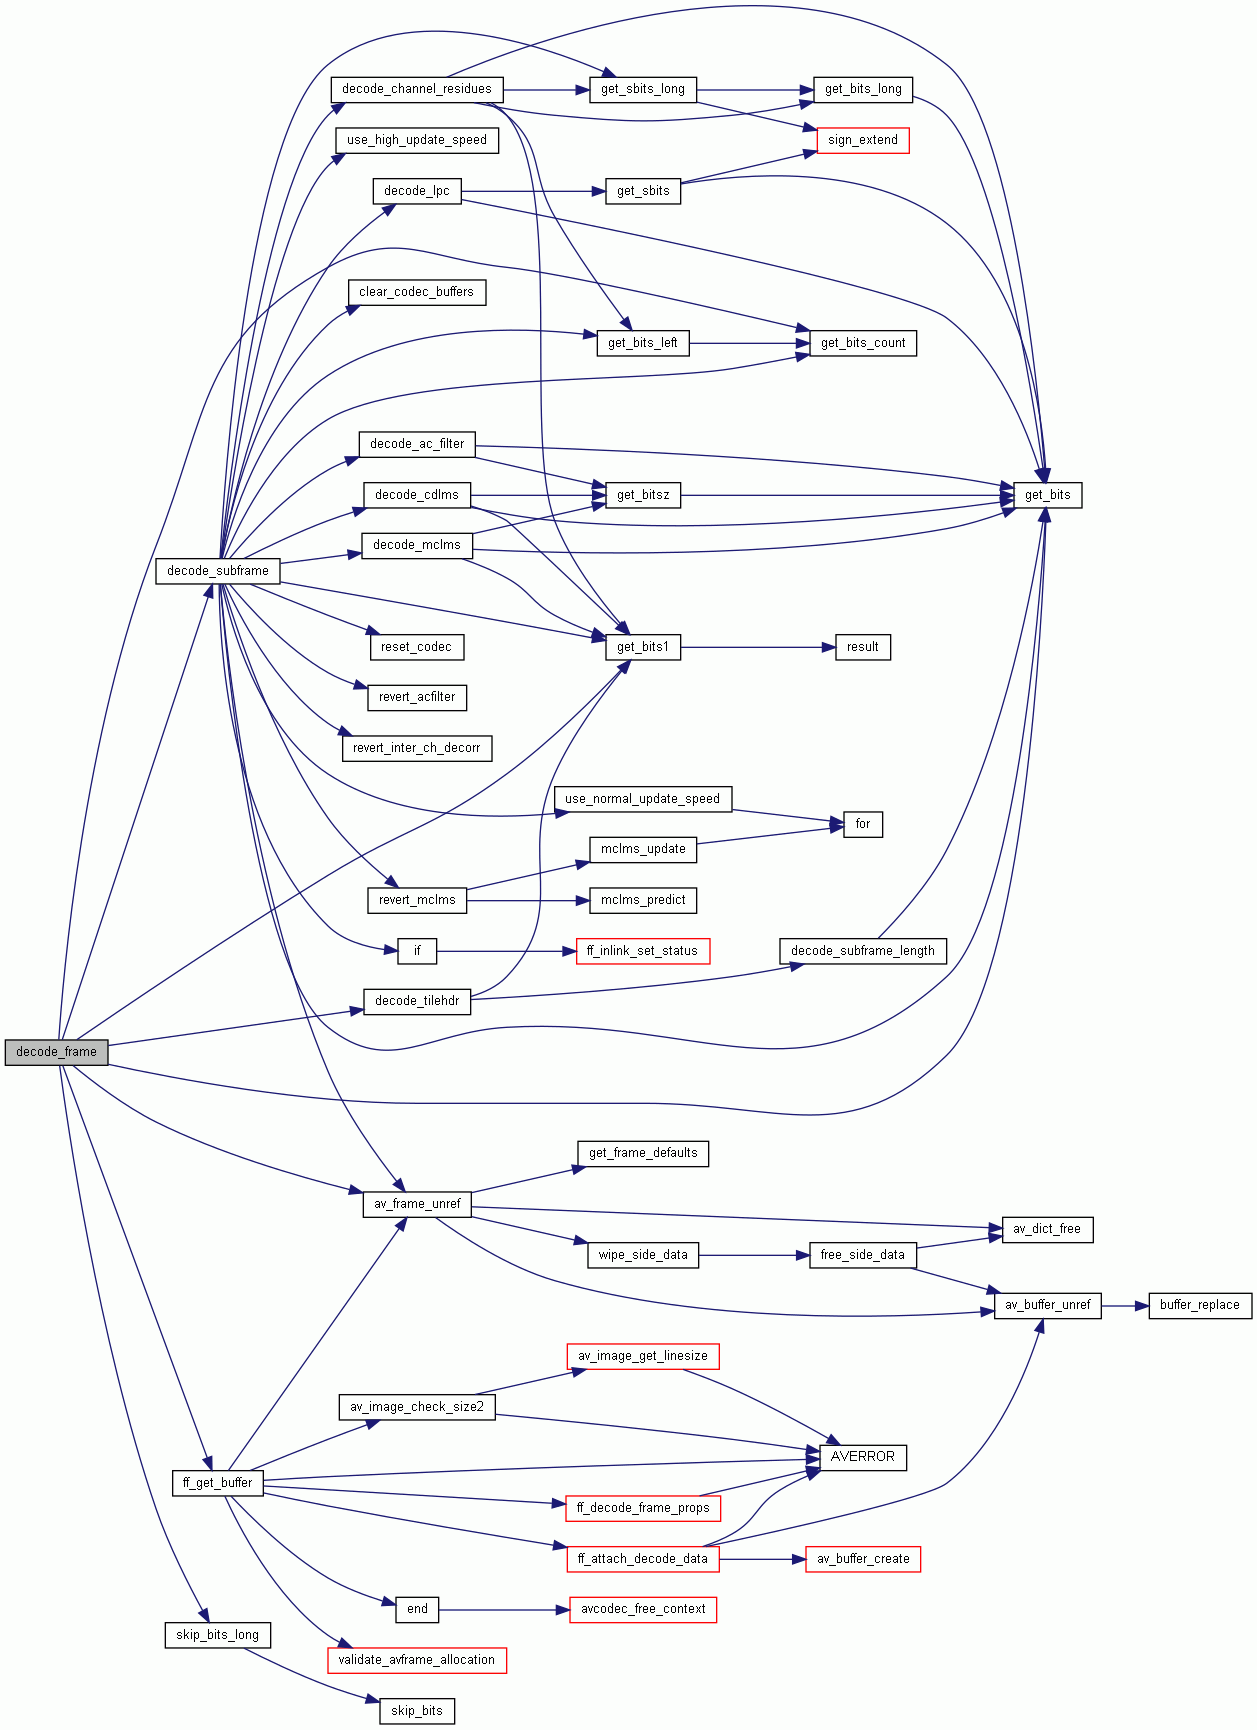 decode_channel_residues
get_sbits_long
get_bits_long
use_high_update_speed
sign_extend
decode_lpc
get_sbits
clear_codec_buffers
get_bits_left
get_bits_count
decode_ac_filter
decode_cdlms
get_bitsz
get_bits
decode_mclms
decode_subframe
reset_codec
get_bits1
result
revert_acfilter
revert_inter_ch_decorr
use_normal_update_speed
for
mclms_update
revert_mclms
mclms_predict
if
ff_inlink_set_status
decode_subframe_length
decode_tilehdr
decode_frame
get_frame_defaults
av_frame_unref
av_dict_free
wipe_side_data
free_side_data
av_buffer_unref
buffer_replace
av_image_get_linesize
av_image_check_size2
AVERROR
ff_get_buffer
ff_decode_frame_props
ff_attach_decode_data
av_buffer_create
end
avcodec_free_context
skip_bits_long
validate_avframe_allocation
skip_bits